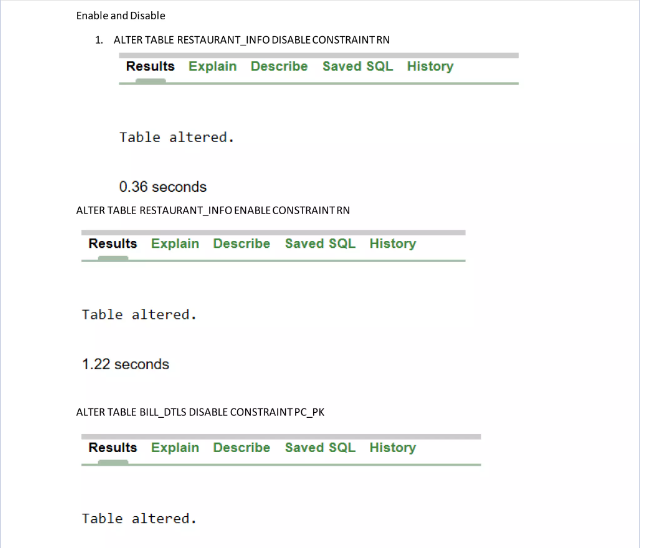 Enable and Disable
1. ALTER TABLE RESTAURANT_INFO DISABLE CONSTRAINT RN
Results Explain Describe Saved SQL History
Table altered.
0.36 seconds
ALTER TABLE RESTAURANT_INFO ENABLE CONSTRAINT RN
Results Explain Describe Saved SQL History
Table altered.
1.22 seconds
ALTER TABLE BILL_DTLS DISABLE CONSTRAINT PC_PK
Results Explain Describe Saved SQL History
Table altered.